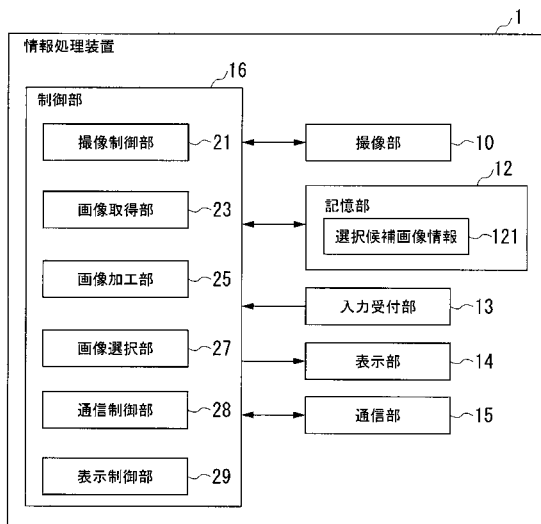 1
情報処理装置
16
制御部
撮像制御部 21
画像取得部 23
画像加工部 25
画像選択部 27
通信制御部 28
表示制御部 29
撮像部 10
12
記憶部
選択候補画像情報 121
入力受付部 13
表示部 14
通信部 15